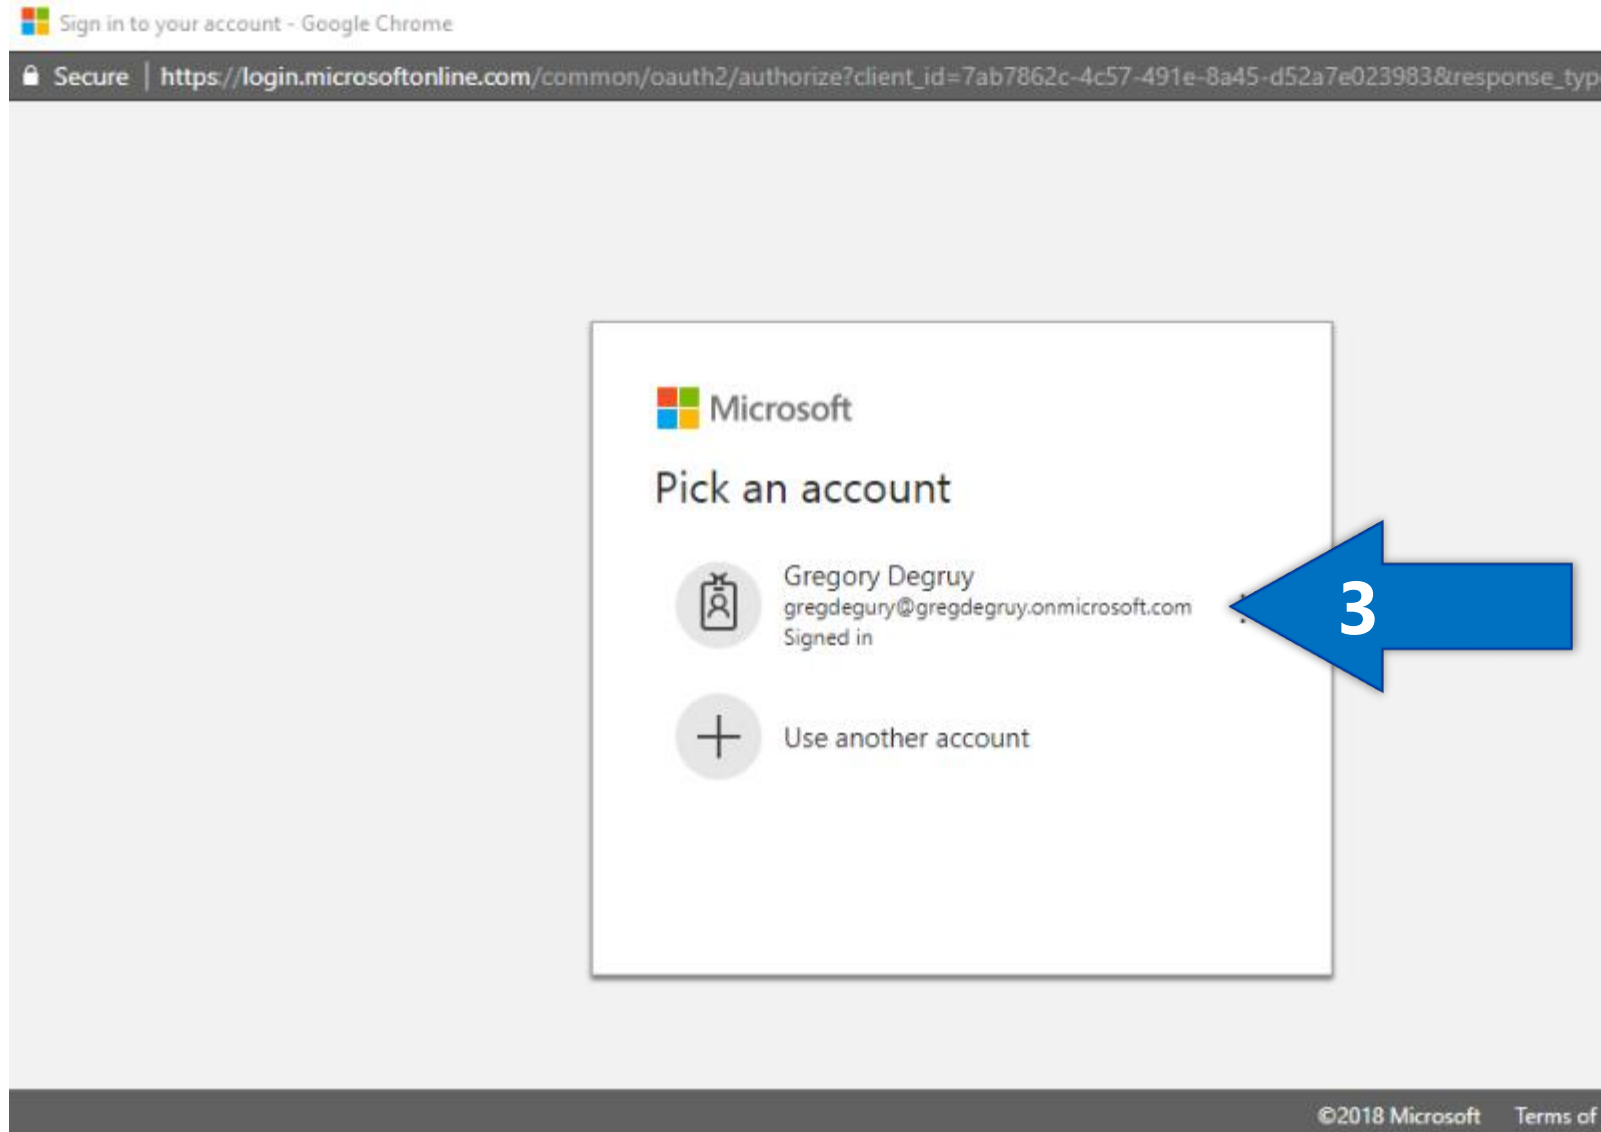 Sign in to your account - Google Chrome
Secure | https://login.microsoftonline.com/common/oauth2/authorize?client_id=7ab7862c-4c57-491e-8a45-d52a7e023983&response_typ
Microsoft
Pick an account
Gregory Degruy
gregdegury@gregdegruy.onmicrosoft.com
Signed in
3
Use another account
©2018 Microsoft Terms of